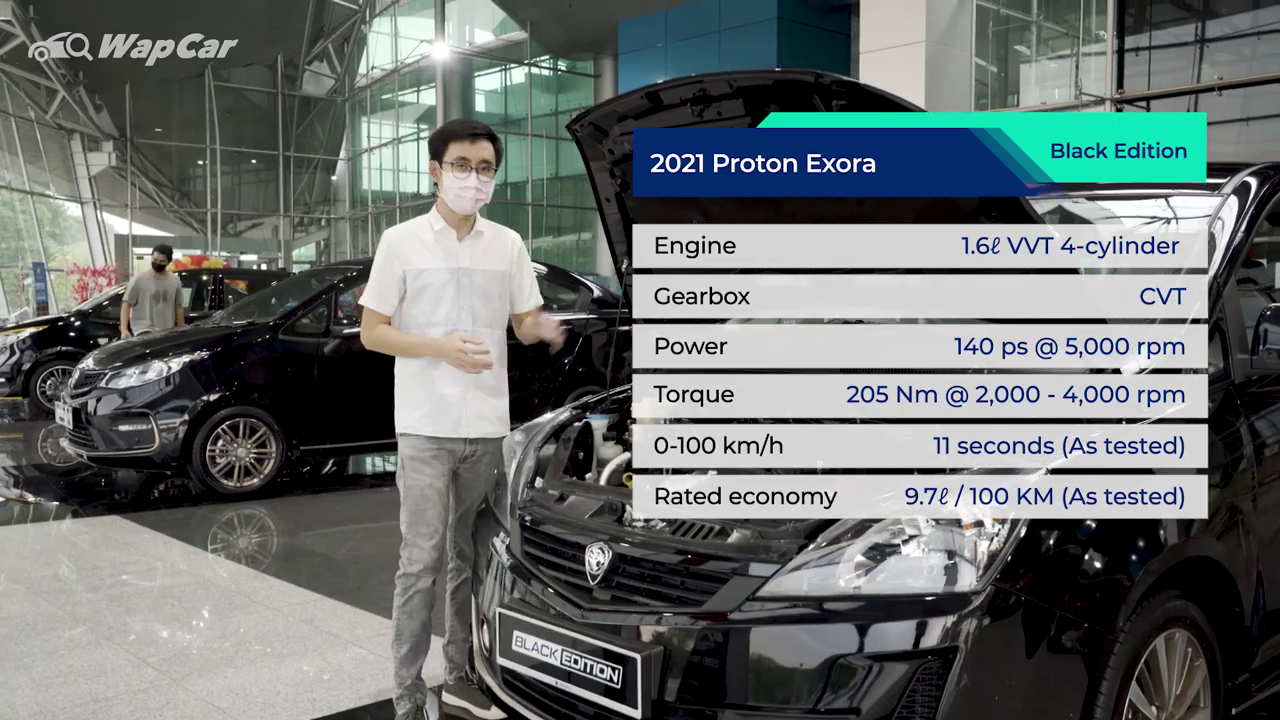 WapCar
2021 Proton Exora
Black Edition
Engine 1.6ℓ VVT 4-cylinder
Gearbox CVT
Power 140 ps @ 5,000 rpm
Torque 205 Nm @ 2,000 - 4,000 rpm
0-100 km/h 11 seconds (As tested)
Rated economy 9.7ℓ / 100 KM (As tested)
BLACK EDITION